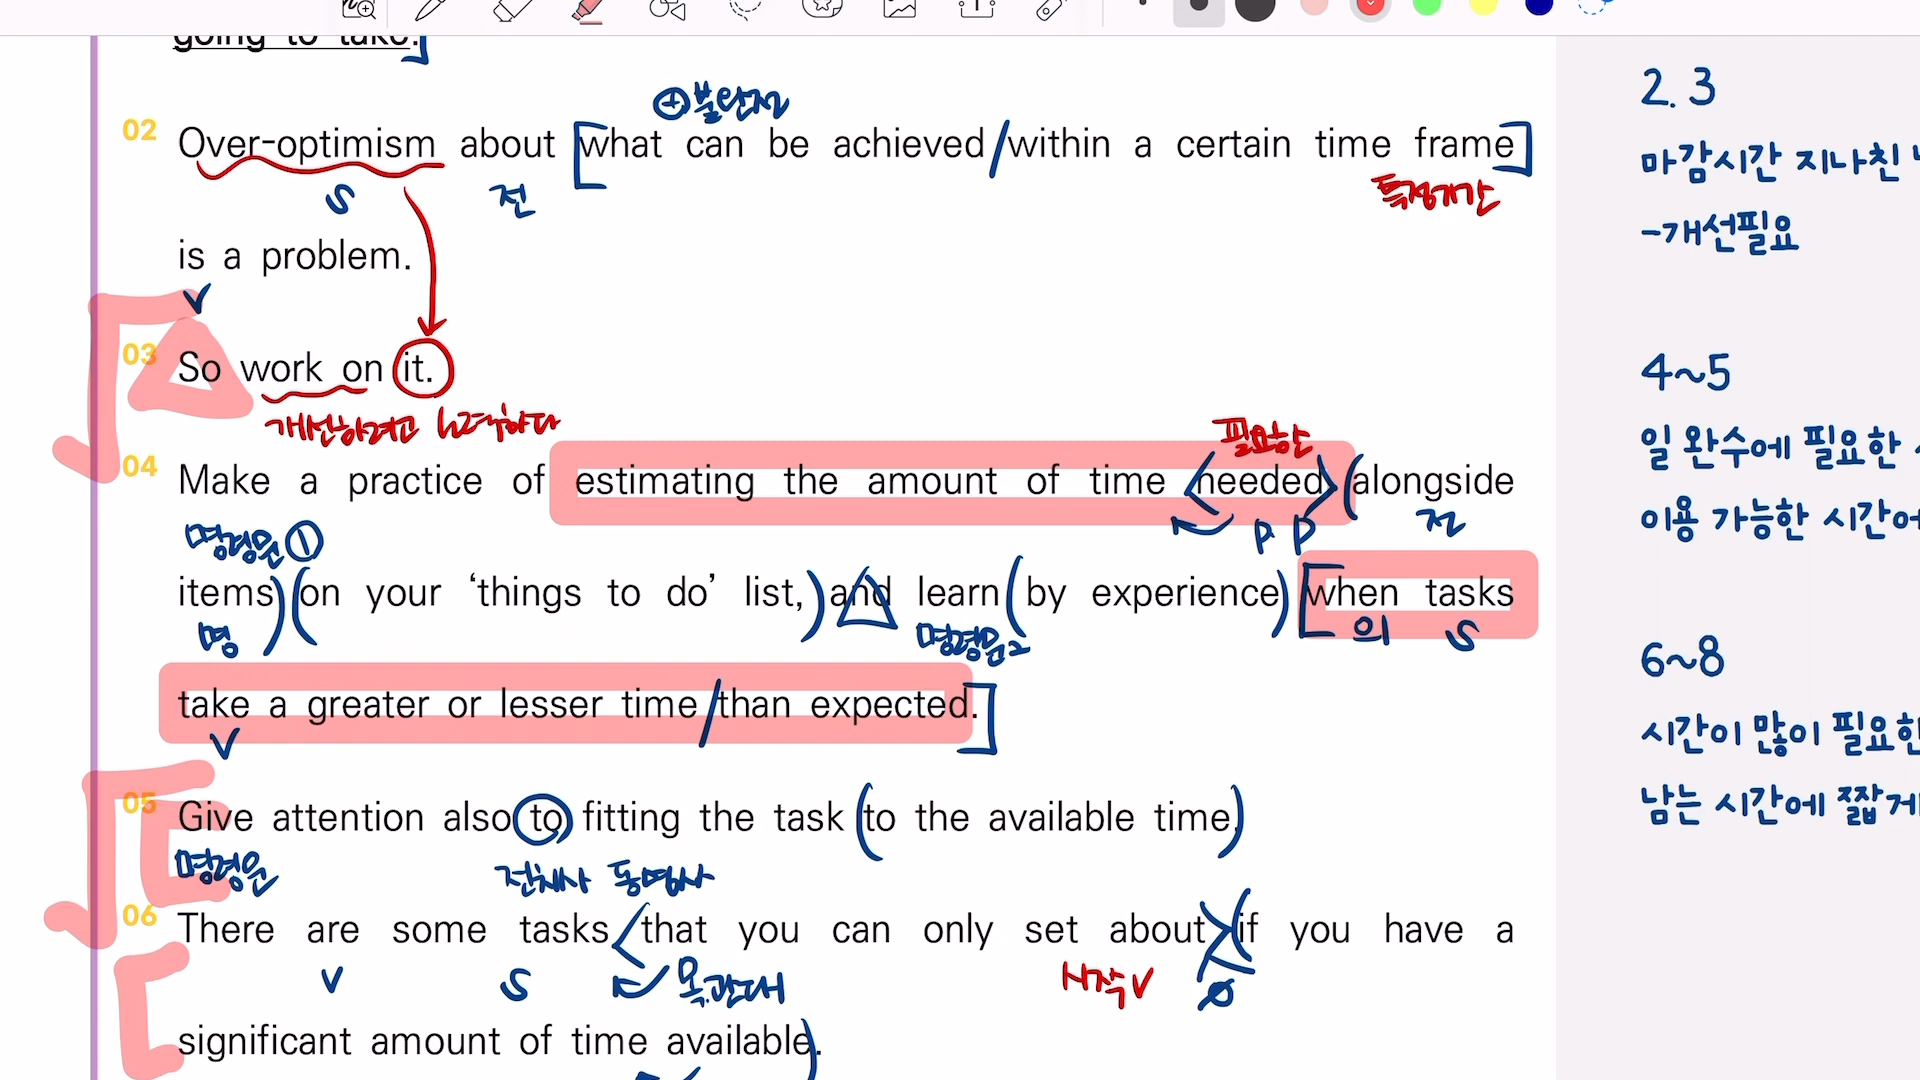 going to take.]
⊕불완전
02 Over-optimism about [what can be achieved / within a certain time frame]
S 전 특정기간
is a problem.
V
03 So work on it.
개선하려고 노력하다
필요한
04 Make a practice of estimating the amount of time <needed> (alongside
명령문① P P 전
items) (on your ‘things to do’ list,) and learn (by experience) [when tasks
명 명령문2 의 S
take a greater or lesser time / than expected.]
V
05 Give attention also to fitting the task (to the available time.)
명령문 전치사 동명사
06 There are some tasks <that you can only set about> (if you have a
V S 목.관대 시작V ∅
significant amount of time available.)
2. 3
마감시간 지나친
-개선필요
4~5
일 완수에 필요한
이용 가능한 시간에
6~8
시간이 많이 필요한
남는 시간에 짧게